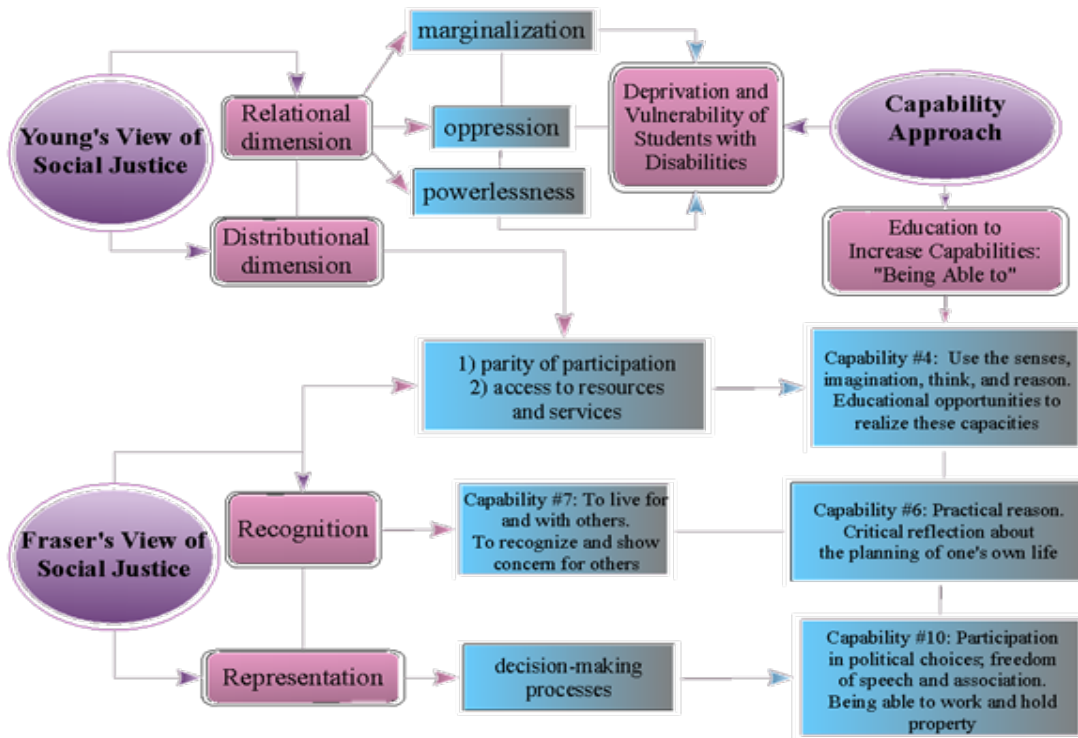 marginalization
Young's View of
Social Justice
Relational
dimension
oppression
powerlessness
Deprivation and
Vulnerability of
Students with
Disabilities
Capability
Approach
Distributional
dimension
Education to
Increase Capabilities:
"Being Able to"
1) parity of participation
2) access to resources
and services
Capability #4:  Use the senses,
imagination, think, and reason.
Educational opportunities to
realize these capacities
Fraser's View of
Social Justice
Recognition
Capability #7: To live for
and with others.
To recognize and show
concern for others
Capability #6: Practical reason.
Critical reflection about
the planning of one's own life
Representation
decision-making
processes
Capability #10: Participation
in political choices; freedom
of speech and association.
Being able to work and hold
property